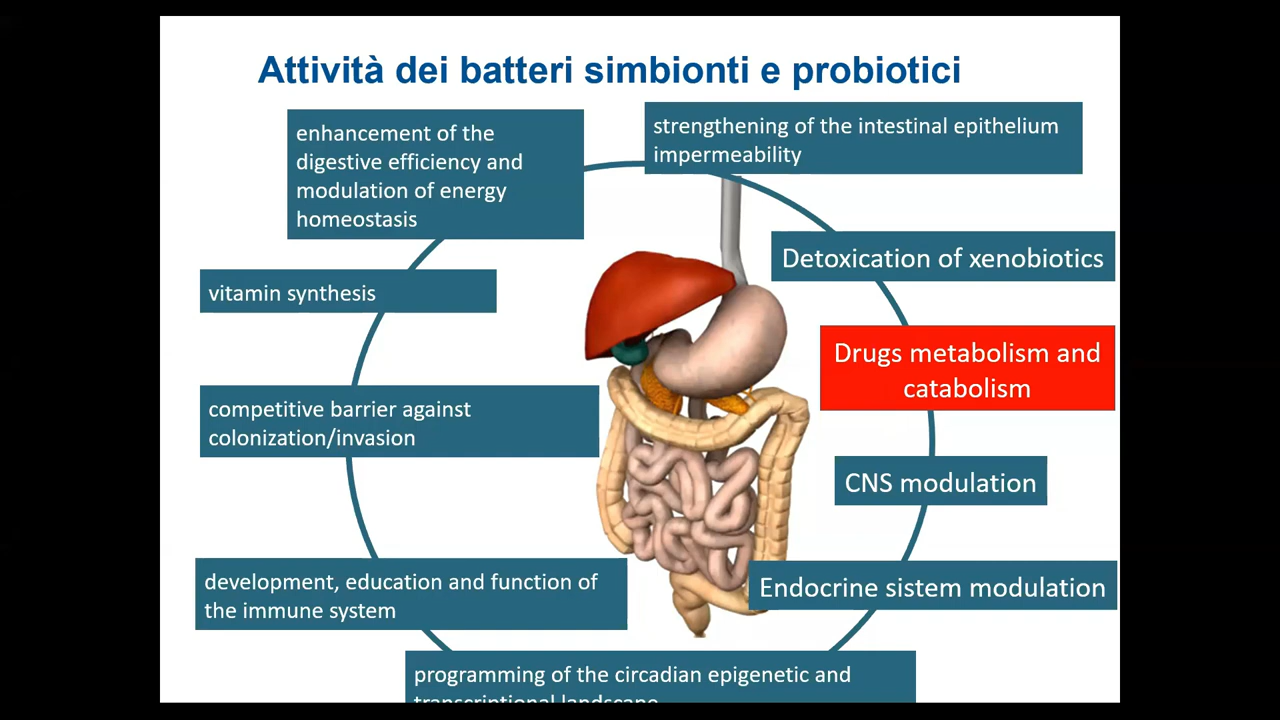 Attività dei batteri simbionti e probiotici
enhancement of the
digestive efficiency and
modulation of energy
homeostasis
strengthening of the intestinal epithelium
impermeability
Detoxication of xenobiotics
vitamin synthesis
Drugs metabolism and
catabolism
competitive barrier against
colonization/invasion
CNS modulation
development, education and function of
the immune system
Endocrine sistem modulation
programming of the circadian epigenetic and
transcriptional landscape